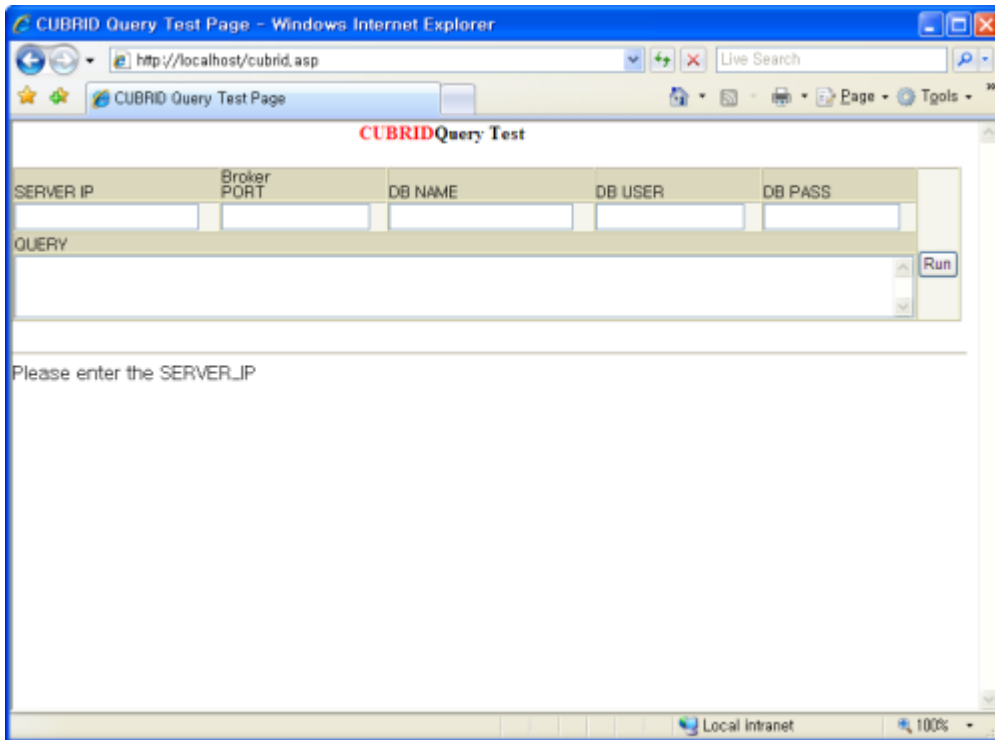 CUBRID Query Test Page - Windows Internet Explorer
http://localhost/cubrid.asp
Live Search
CUBRID Query Test Page
Page
Tools
CUBRIDQuery Test
SERVER IP
Broker
PORT
DB NAME
DB USER
DB PASS
QUERY
Run
Please enter the SERVER_IP
Local intranet
100%